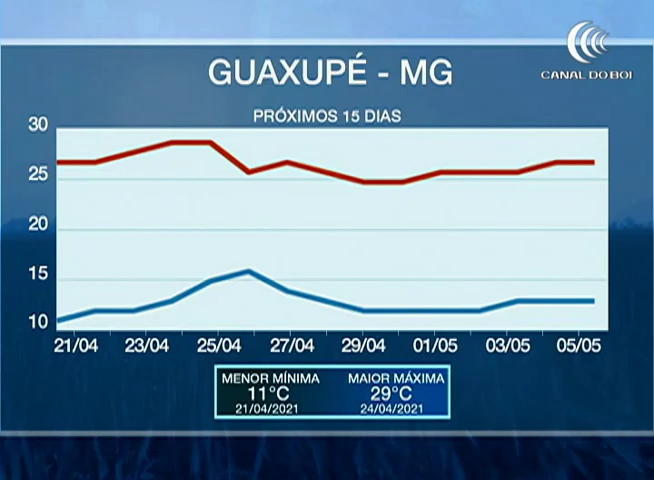 CANAL DO BOI
GUAXUPÉ - MG
PRÓXIMOS 15 DIAS
30
25
20
15
10
21/04 23/04 25/04 27/04 29/04 01/05 03/05 05/05
MENOR MÍNIMA MAIOR MÁXIMA
11°C 29°C
21/04/2021 24/04/2021